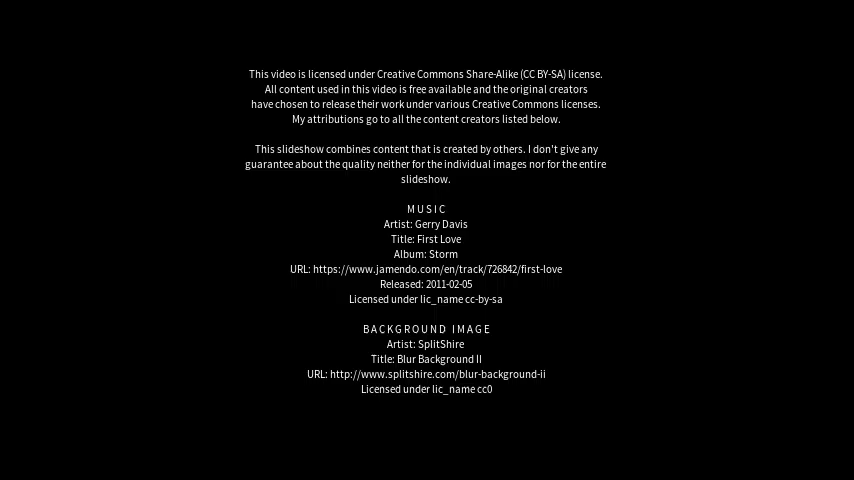 This video is licensed under Creative Commons Share-Alike (CC BY-SA) license.
All content used in this video is free available and the original creators
have chosen to release their work under various Creative Commons licenses.
My attributions go to all the content creators listed below.
This slideshow combines content that is created by others. I don't give any
guarantee about the quality neither for the individual images nor for the entire
slideshow.
MUSIC
Artist: Gerry Davis
Title: First Love
Album: Storm
URL: https://www.jamendo.com/en/track/726842/first-love
Released: 2011-02-05
Licensed under lic_name cc-by-sa
BACKGROUND IMAGE
Artist: SplitShire
Title: Blur Background II
URL: http://www.splitshire.com/blur-background-ii
Licensed under lic_name cc0